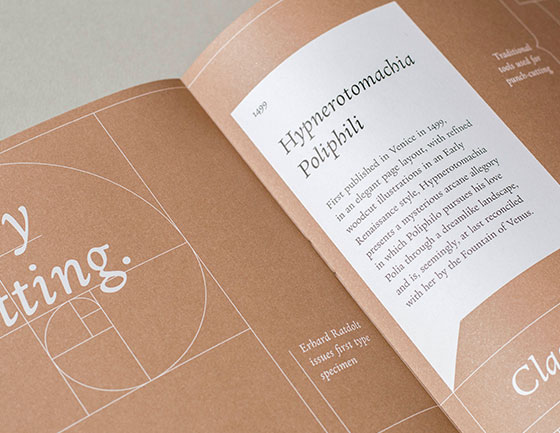 y
tting.
Erhard Ratdolt
issues first type
specimen
1499
Hypnerotomachia
Poliphili
First published in Venice in 1499,
in an elegant page layout, with refined
woodcut illustrations in an Early
Renaissance style, Hypnerotomachia
presents a mysterious arcane allegory
in which Poliphilo pursues his love
Polia through a dreamlike landscape,
and is, seemingly, at last reconciled
with her by the Fountain of Venus.
Traditional
tools used for
punch-cutting
Cla